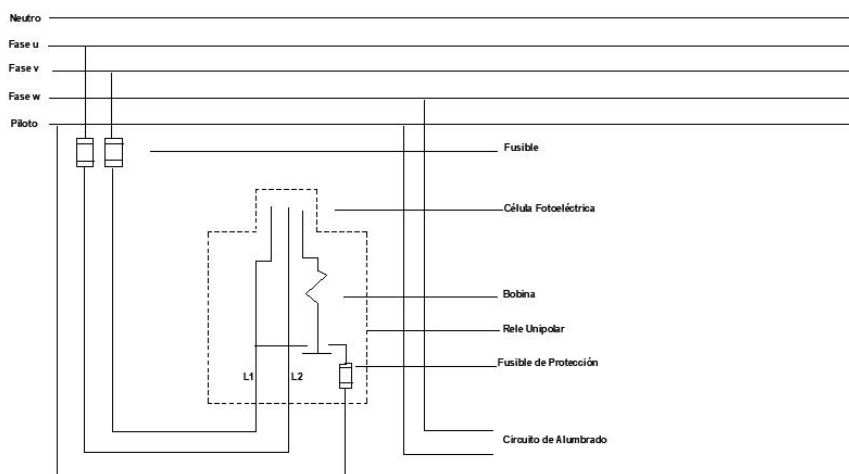 Neutro
Fase u
Fase v
Fase w
Piloto
Fusible
Célula Fotoeléctrica
Bobina
Rele Unipolar
Fusible de Protección
L1
L2
Circuito de Alumbrado